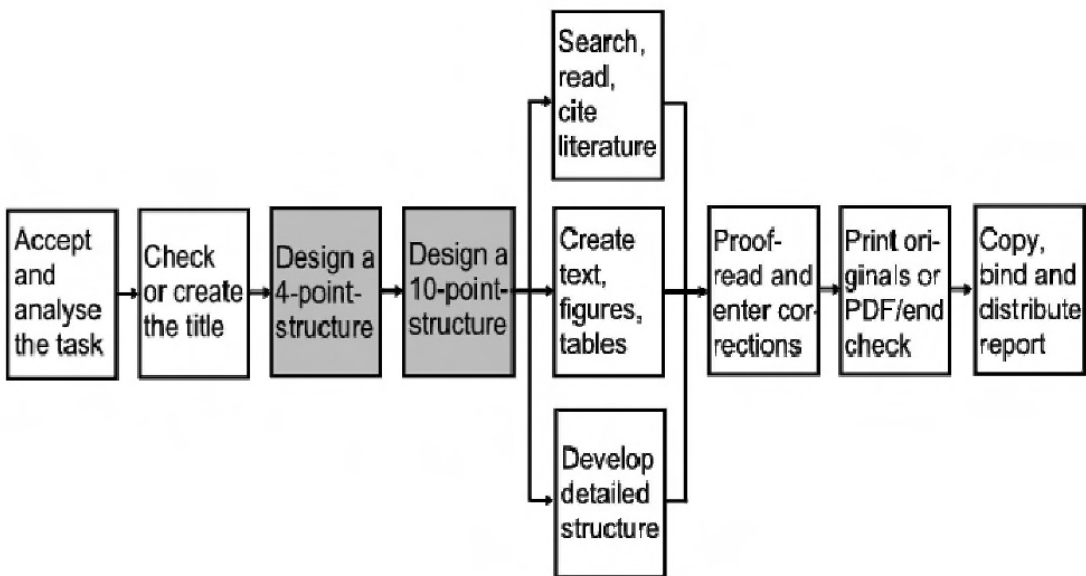 Accept
and
analyse
the task
Check
or create
the title
Design a
4-point-
structure
Design a
10-point-
structure
Search,
read,
cite
literature
Create
text,
figures,
tables
Develop
detailed
structure
Proof-
read and
enter cor-
rections
Print ori-
ginals or
PDF/end
check
Copy,
bind and
distribute
report